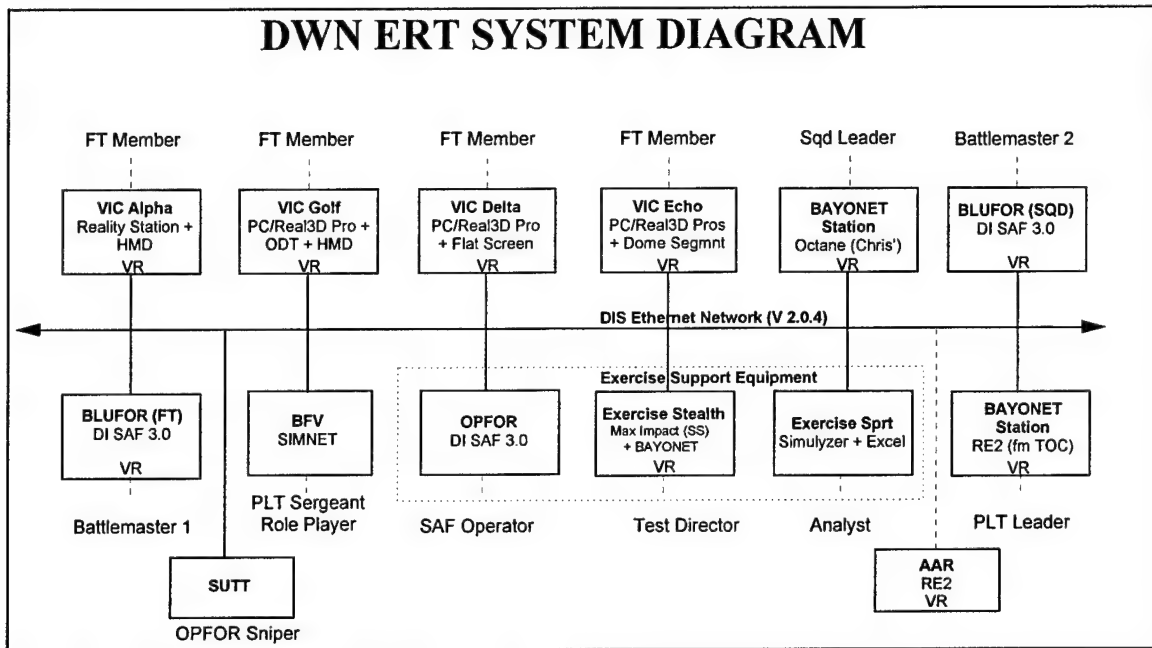 DWN ERT SYSTEM DIAGRAM
FT Member
FT Member
FT Member
FT Member
Sqd Leader
Battlemaster 2
VIC Alpha
Reality Station +
HMD
VR
VIC Golf
PC/Real3D Pro +
ODT + HMD
VR
VIC Delta
PC/Real3D Pro
+ Flat Screen
VR
VIC Echo
PC/Real3D Pros
+ Dome Segmnt
VR
BAYONET
Station
Octane (Chris')
VR
BLUFOR (SQD)
DI SAF 3.0
VR
DIS Ethernet Network (V 2.0.4)
Exercise Support Equipment
BLUFOR (FT)
DI SAF 3.0
VR
BFV
SIMNET
OPFOR
DI SAF 3.0
Exercise Stealth
Max Impact (SS)
+ BAYONET
VR
Exercise Sprt
Simulyzer + Excel
BAYONET
Station
RE2 (fm TOC)
VR
Battlemaster 1
PLT Sergeant
Role Player
SAF Operator
Test Director
Analyst
PLT Leader
SUTT
OPFOR Sniper
AAR
RE2
VR